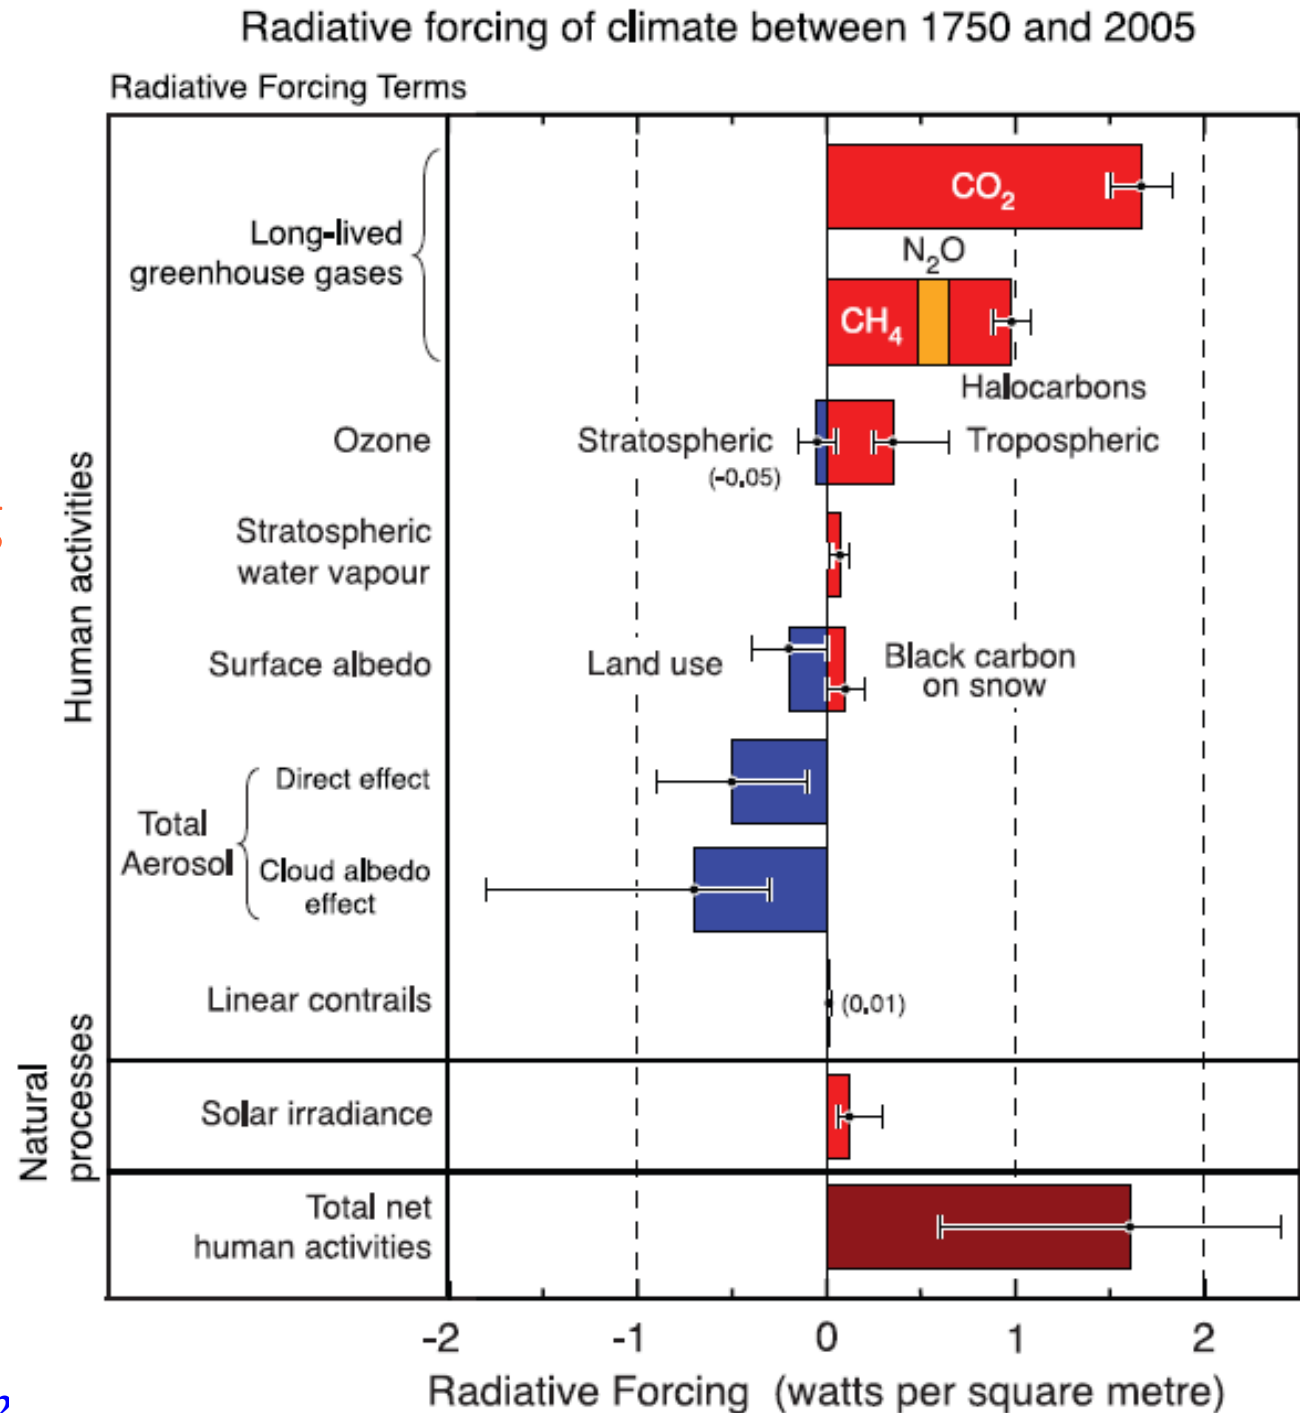 Radiative forcing of climate between 1750 and 2005
Radiative Forcing Terms
Human activities
Long-lived
greenhouse gases
CO2
N2O
CH4
Halocarbons
Ozone
Stratospheric
(-0.05)
Tropospheric
Stratospheric
water vapour
Surface albedo
Land use
Black carbon
on snow
Total
Aerosol
Direct effect
Cloud albedo
effect
Linear contrails
(0.01)
Natural
processes
Solar irradiance
Total net
human activities
-2 -1 0 1 2
Radiative Forcing (watts per square metre)